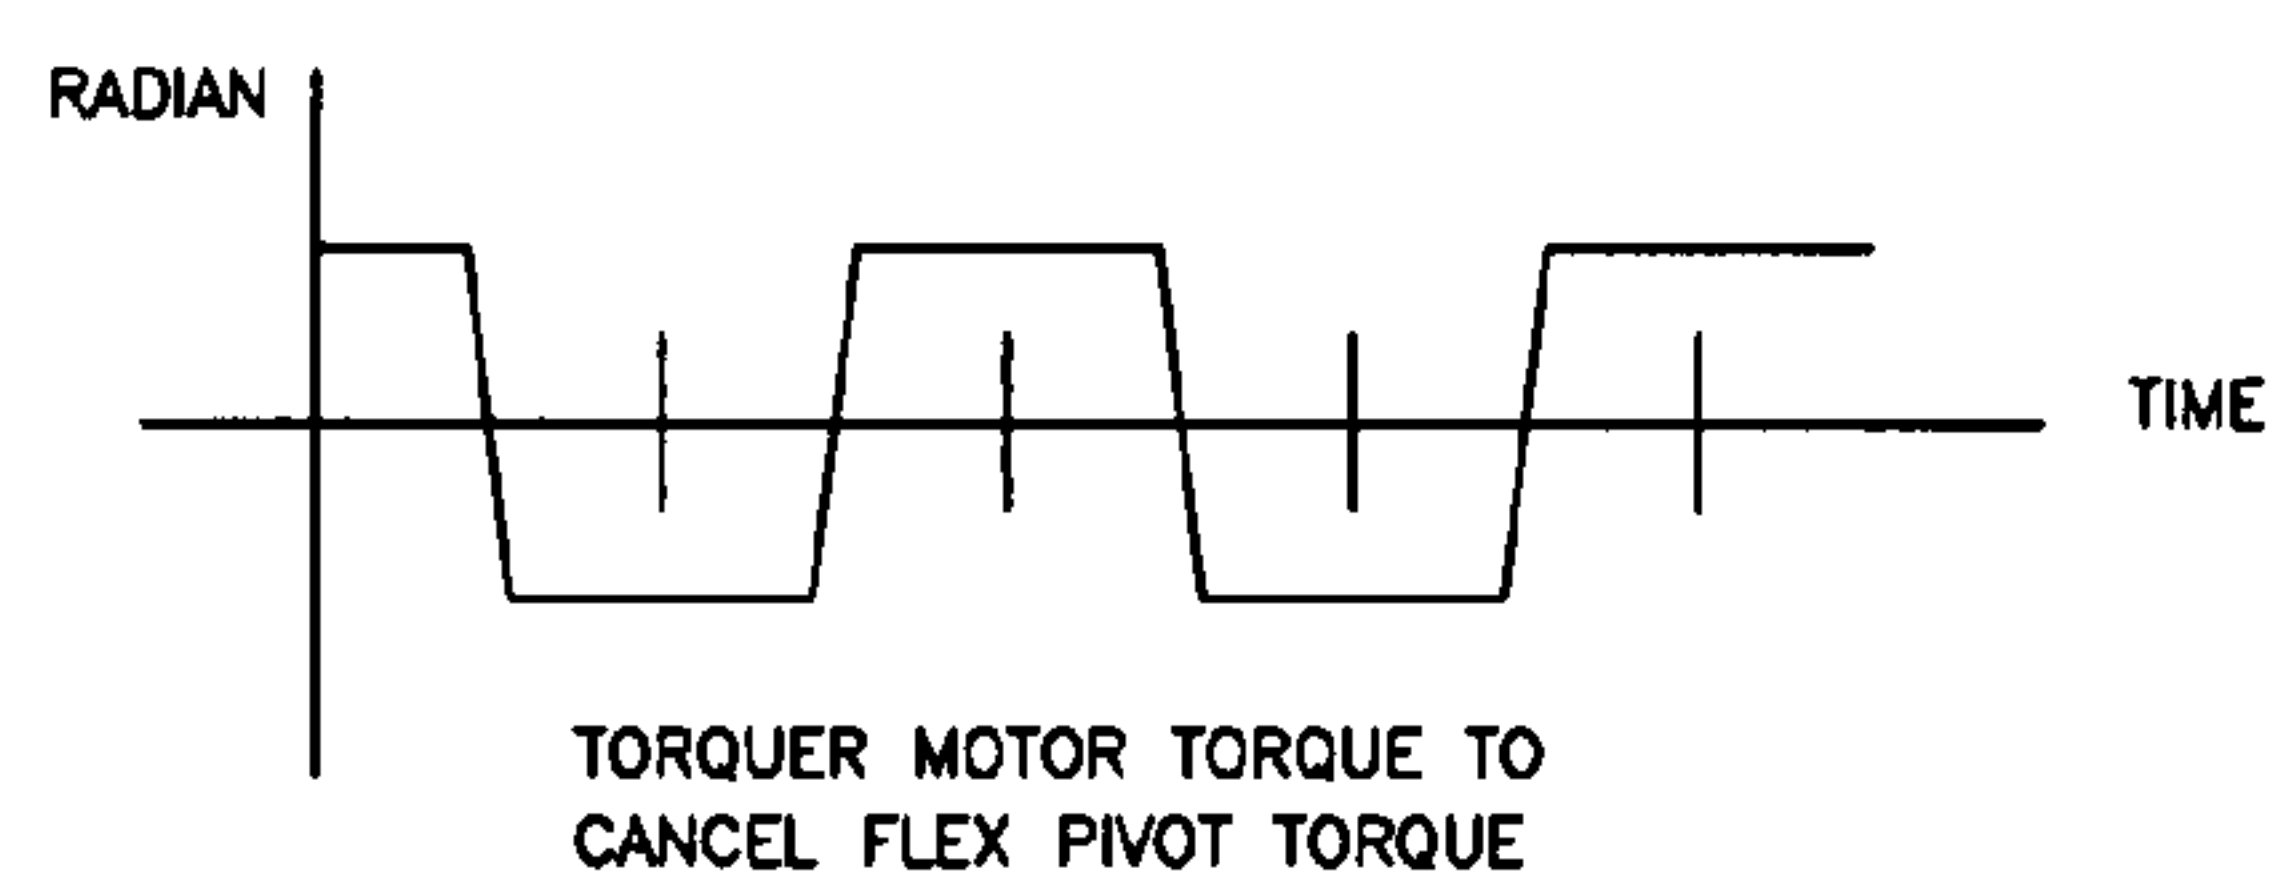 RADIAN
TIME
TORQUER MOTOR TORQUE TO
CANCEL FLEX PIVOT TORQUE